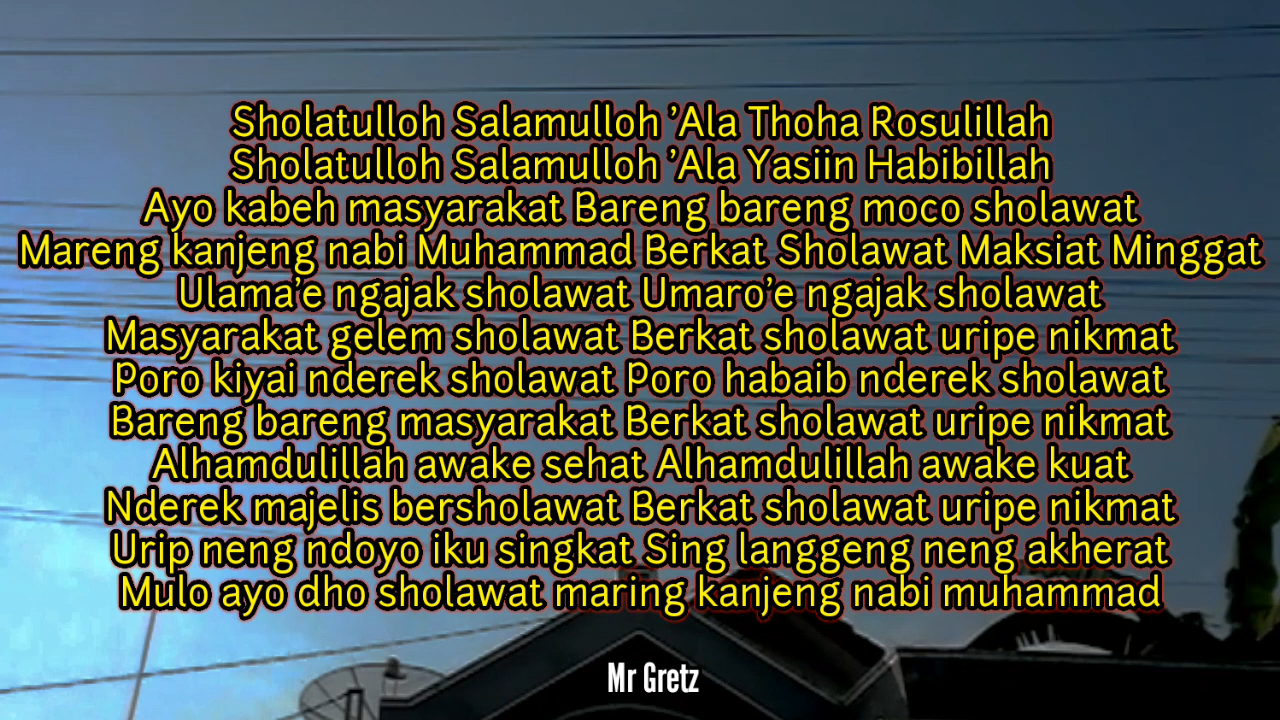 Sholatulloh Salamulloh 'Ala Thoha Rosulillah
Sholatulloh Salamulloh 'Ala Yasiin Habibillah
Ayo kabeh masyarakat Bareng bareng moco sholawat
Mareng kanjeng nabi Muhammad Berkat Sholawat Maksiat Minggat
Ulama'e ngajak sholawat Umaro'e ngajak sholawat
Masyarakat gelem sholawat Berkat sholawat uripe nikmat
Poro kiyai nderek sholawat Poro habaib nderek sholawat
Bareng bareng masyarakat Berkat sholawat uripe nikmat
Alhamdulillah awake sehat Alhamdulillah awake kuat
Nderek majelis bersholawat Berkat sholawat uripe nikmat
Urip neng ndoyo iku singkat Sing langgeng neng akherat
Mulo ayo dho sholawat maring kanjeng nabi muhammad
Mr Gretz